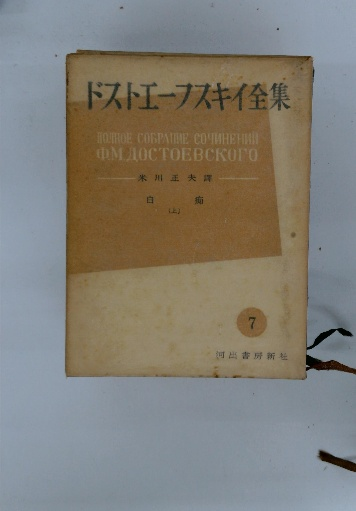 ドストエーフスキイ全集
ПОЛНОЕ СОБРАНИЕ СОЧИНЕНИЙ
Ф.М.ДОСТОЕВСКОГО
米川正夫譯
白痴
(上)
7
河出書房新社